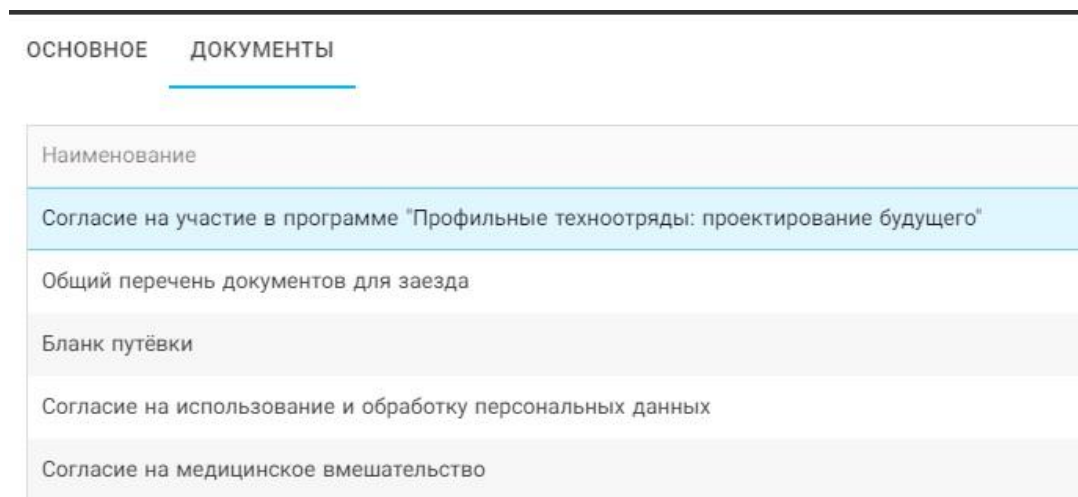 ОСНОВНОЕ ДОКУМЕНТЫ
Наименование
Согласие на участие в программе "Профильные техноотряды: проектирование будущего"
Общий перечень документов для заезда
Бланк путёвки
Согласие на использование и обработку персональных данных
Согласие на медицинское вмешательство